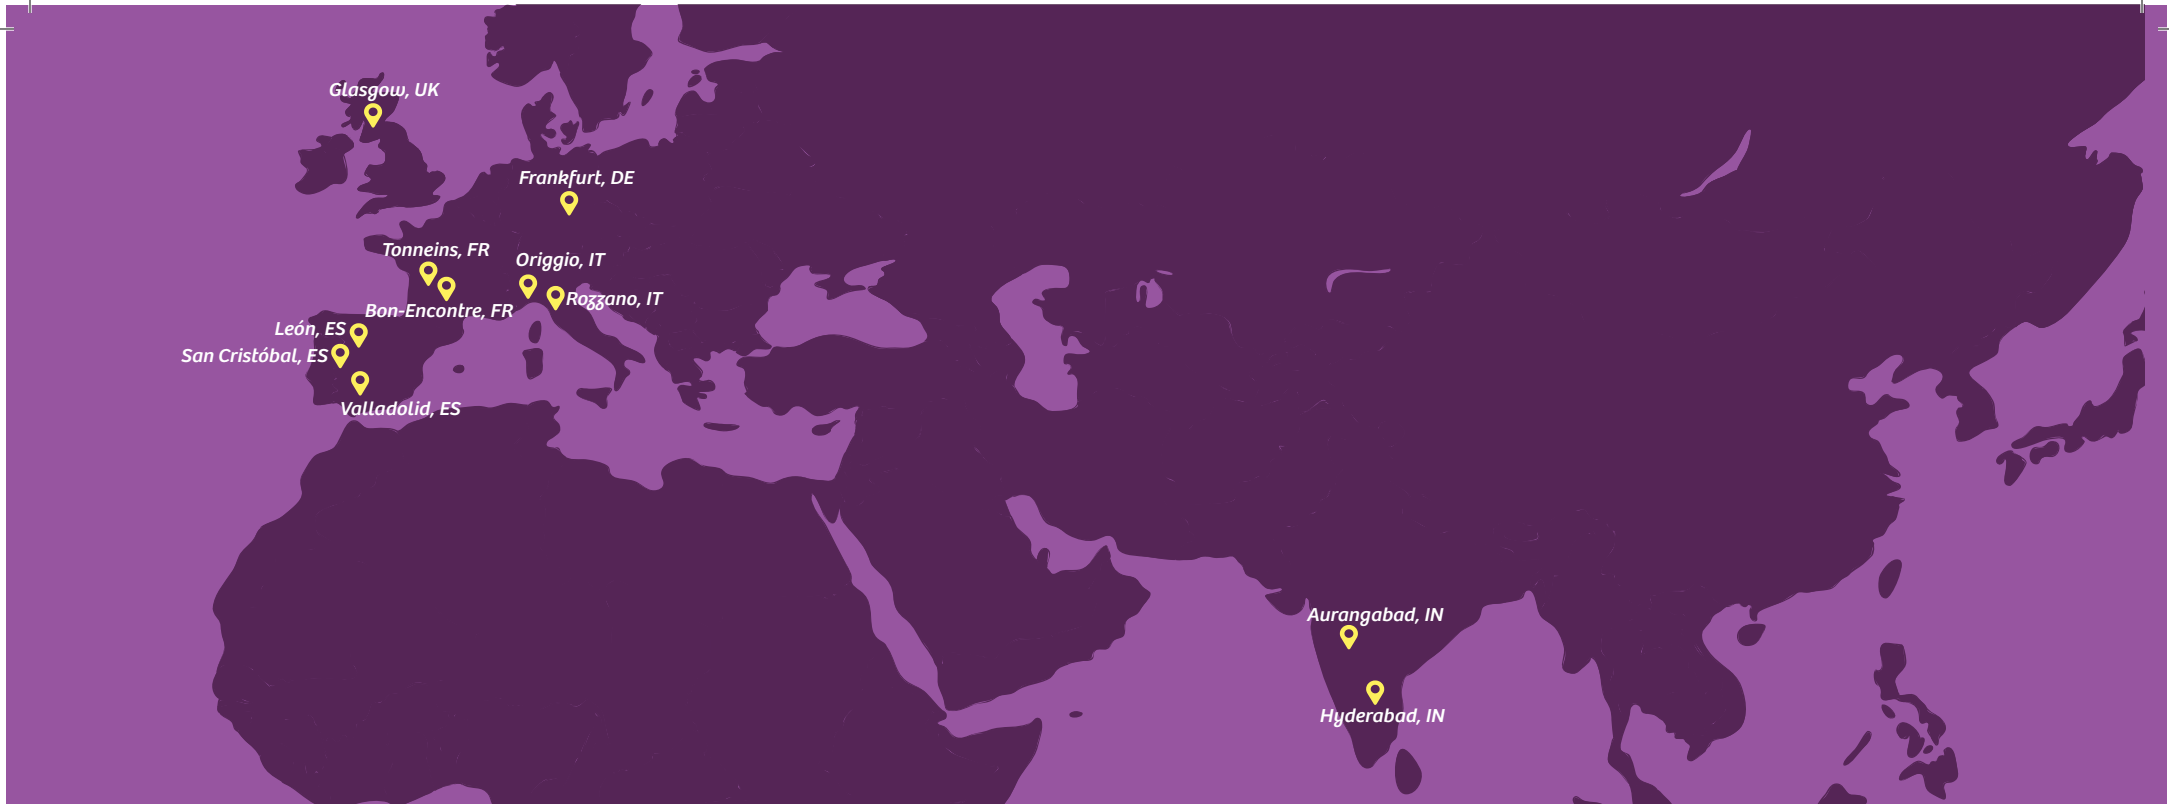 Glasgow, UK
Frankfurt, DE
Tonneins, FR
Origgio, IT
Rozzano, IT
Bon-Encontre, FR
León, ES
San Cristóbal, ES
Valladolid, ES
Aurangabad, IN
Hyderabad, IN